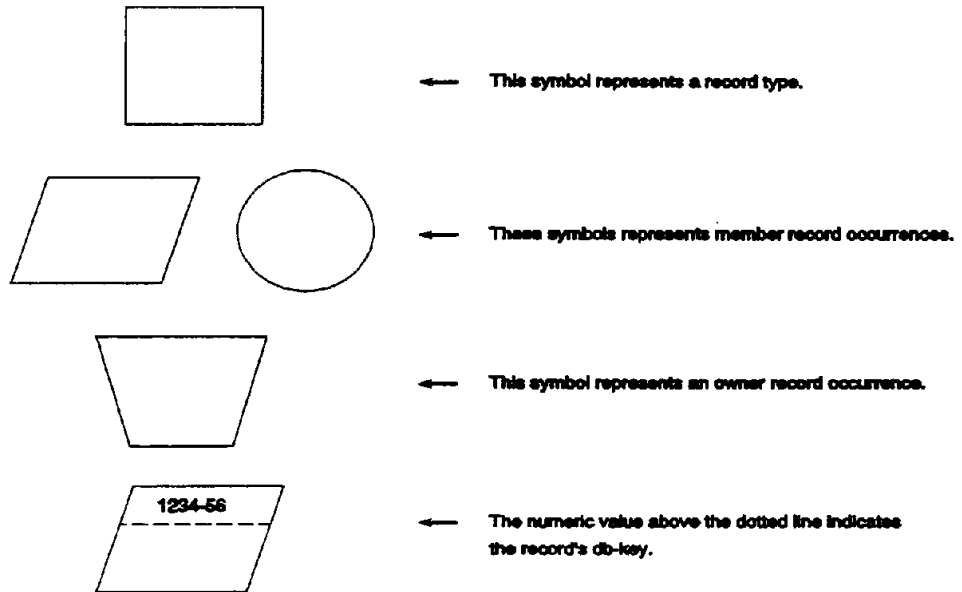 This symbol represents a record type.
These symbols represents member record occurrences.
This symbol represents an owner record occurrence.
1234-56
The numeric value above the dotted line indicates
the record's db-key.